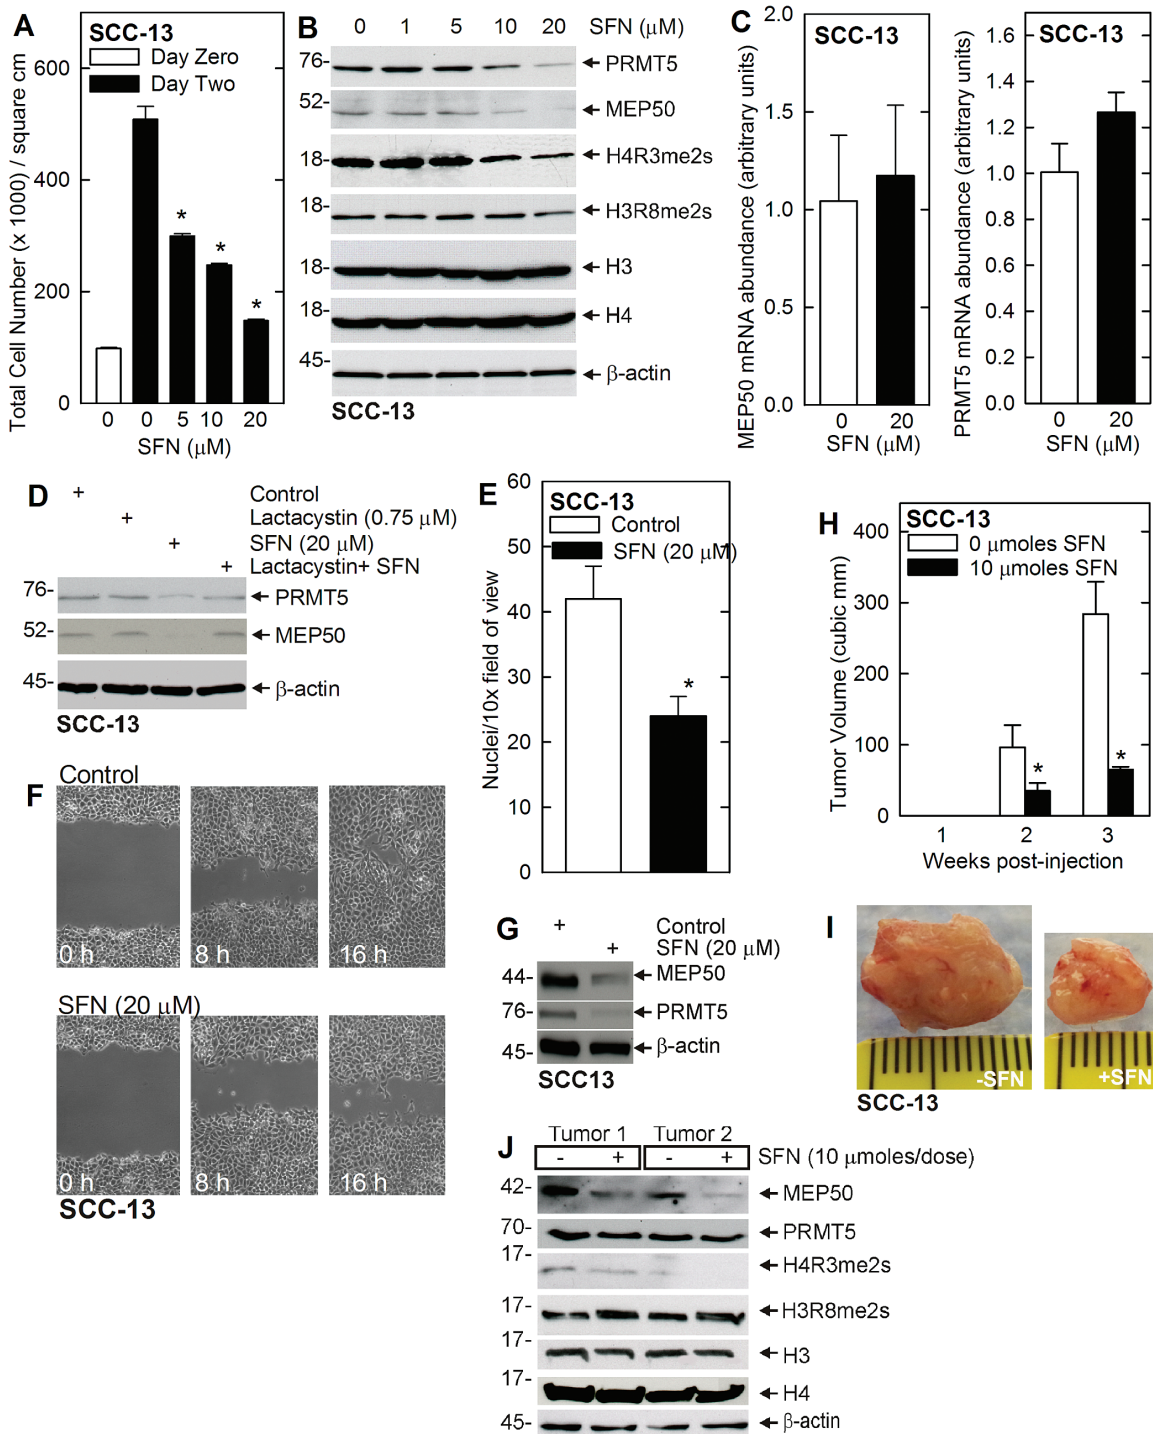 A
SCC-13
Day Zero
Day Two
Total Cell Number (x 1000) / square cm
600
400
200
0
0 0 5 10 20
SFN (μM)
B
0 1 5 10 20 SFN (μM)
76- PRMT5
52- MEP50
18- H4R3me2s
18- H3R8me2s
18- H3
18- H4
45- β-actin
SCC-13
C
SCC-13
MEP50 mRNA abundance (arbitrary units)
2.0
1.5
1.0
0.5
0.0
0 20
SFN (μM)
SCC-13
PRMT5 mRNA abundance (arbitrary units)
1.6
1.4
1.2
1.0
0.8
0.6
0.4
0.2
0.0
0 20
SFN (μM)
D
+ Control
+ Lactacystin (0.75 μM)
+ SFN (20 μM)
+ Lactacystin+ SFN
76- PRMT5
52- MEP50
45- β-actin
SCC-13
E
SCC-13
Control
SFN (20 μM)
Nuclei/10x field of view
60
50
40
30
20
10
0
*
F
Control
0 h 8 h 16 h
SFN (20 μM)
0 h 8 h 16 h
SCC-13
G
+ Control
+ SFN (20 μM)
44- MEP50
76- PRMT5
45- β-actin
SCC13
H
SCC-13
0 μmoles SFN
10 μmoles SFN
Tumor Volume (cubic mm)
400
300
200
100
0
* *
1 2 3
Weeks post-injection
I
-SFN +SFN
SCC-13
J
Tumor 1 Tumor 2
- + - + SFN (10 μmoles/dose)
42- MEP50
70- PRMT5
17- H4R3me2s
17- H3R8me2s
17- H3
17- H4
45- β-actin